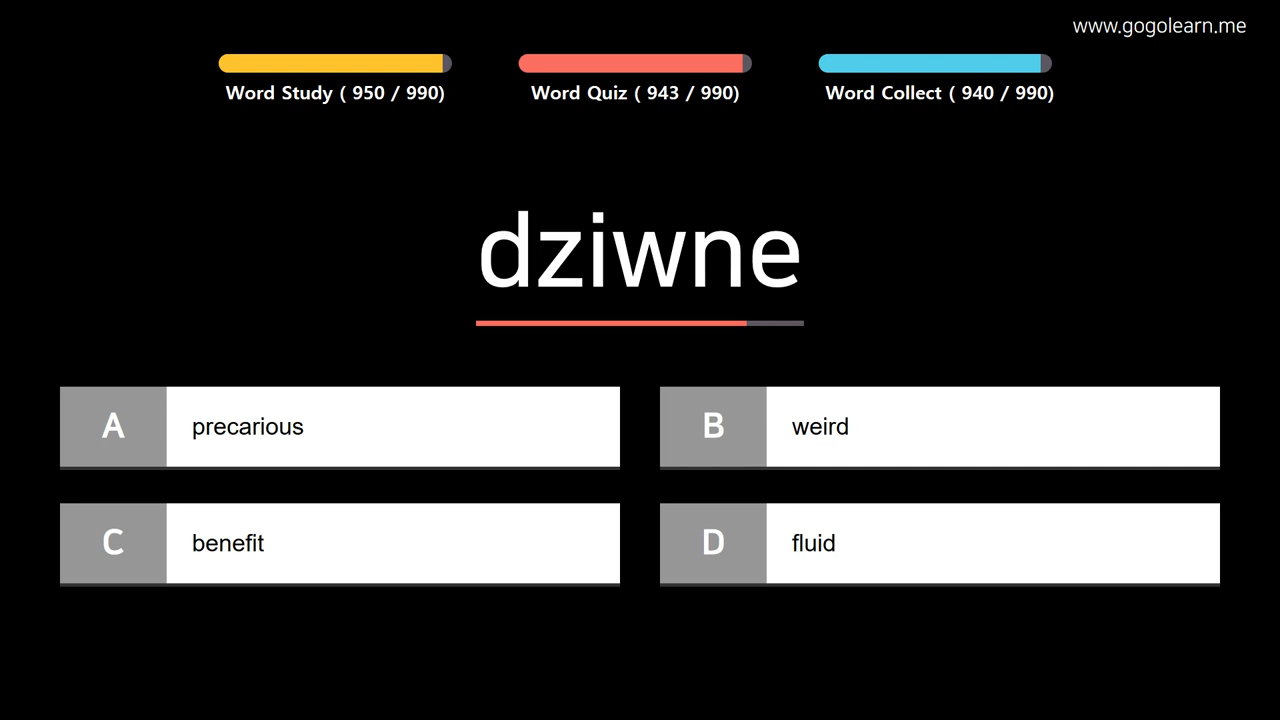 www.gogolearn.me
Word Study ( 950 / 990)
Word Quiz ( 943 / 990)
Word Collect ( 940 / 990)
dziwne
A precarious
B weird
C benefit
D fluid